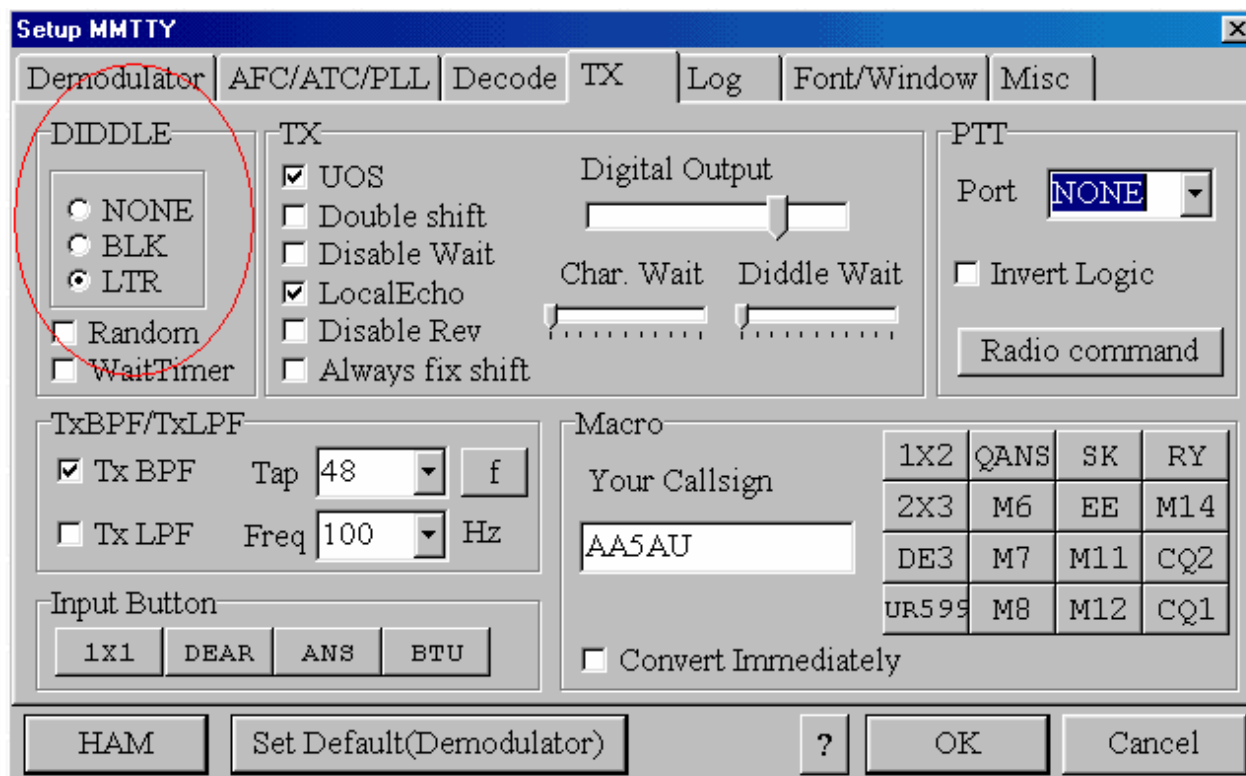 Setup MMTTY
Demodulator AFC/ATC/PLL Decode TX Log Font/Window Misc
DIDDLE
NONE
BLK
LTR
Random
WaitTimer
TX
UOS
Double shift
Disable Wait
LocalEcho
Disable Rev
Always fix shift
Digital Output
Char. Wait Diddle Wait
PTT
Port NONE
Invert Logic
Radio command
TxBPF/TxLPF
Tx BPF Tap 48 f
Tx LPF Freq 100 Hz
Input Button
1X1 DEAR ANS BTU
Macro
Your Callsign
AA5AU
Convert Immediately
1X2 QANS SK RY
2X3 M6 EE M14
DE3 M7 M11 CQ2
UR599 M8 M12 CQ1
HAM Set Default(Demodulator) ? OK Cancel